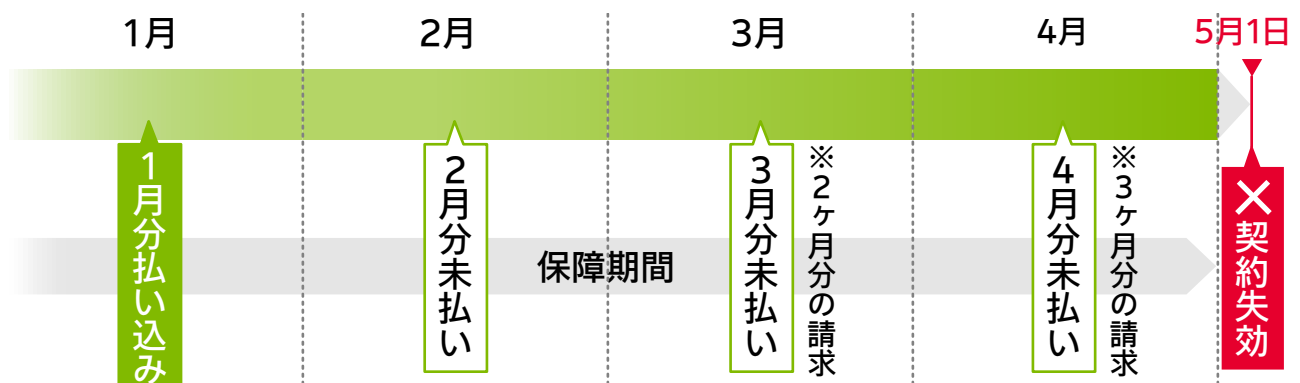 1月
2月
3月
4月
5月1日
1月分払い込み
2月分未払い
3月分未払い
※2ヶ月分の請求
4月分未払い
※3ヶ月分の請求
×契約失効
保障期間